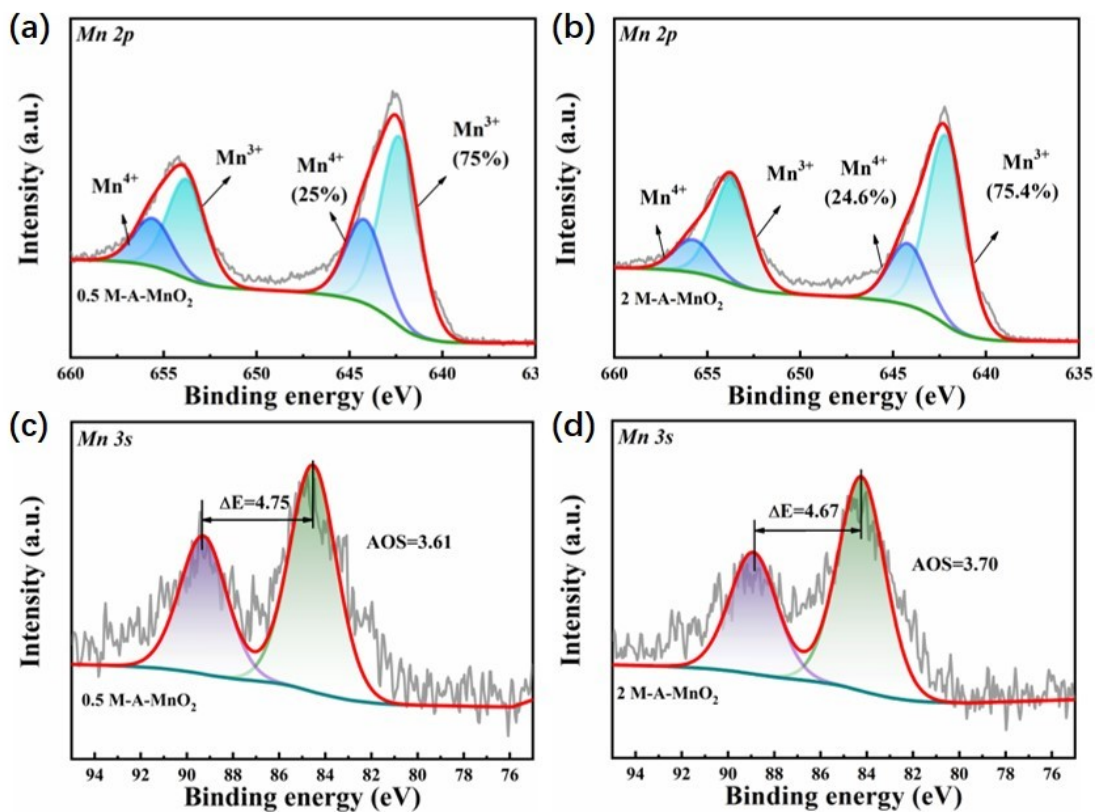 (a)
Mn 2p
Mn⁴⁺
Mn³⁺
Mn⁴⁺
(25%)
Mn³⁺
(75%)
0.5 M-A-MnO₂
Intensity (a.u.)
660 655 650 645 640 63
Binding energy (eV)
(b)
Mn 2p
Mn⁴⁺
Mn³⁺
Mn⁴⁺
(24.6%)
Mn³⁺
(75.4%)
2 M-A-MnO₂
Intensity (a.u.)
660 655 650 645 640 635
Binding energy (eV)
(c)
Mn 3s
ΔE=4.75
AOS=3.61
0.5 M-A-MnO₂
Intensity (a.u.)
94 92 90 88 86 84 82 80 78 76
Binding energy (eV)
(d)
Mn 3s
ΔE=4.67
AOS=3.70
2 M-A-MnO₂
Intensity (a.u.)
94 92 90 88 86 84 82 80 78 76
Binding energy (eV)